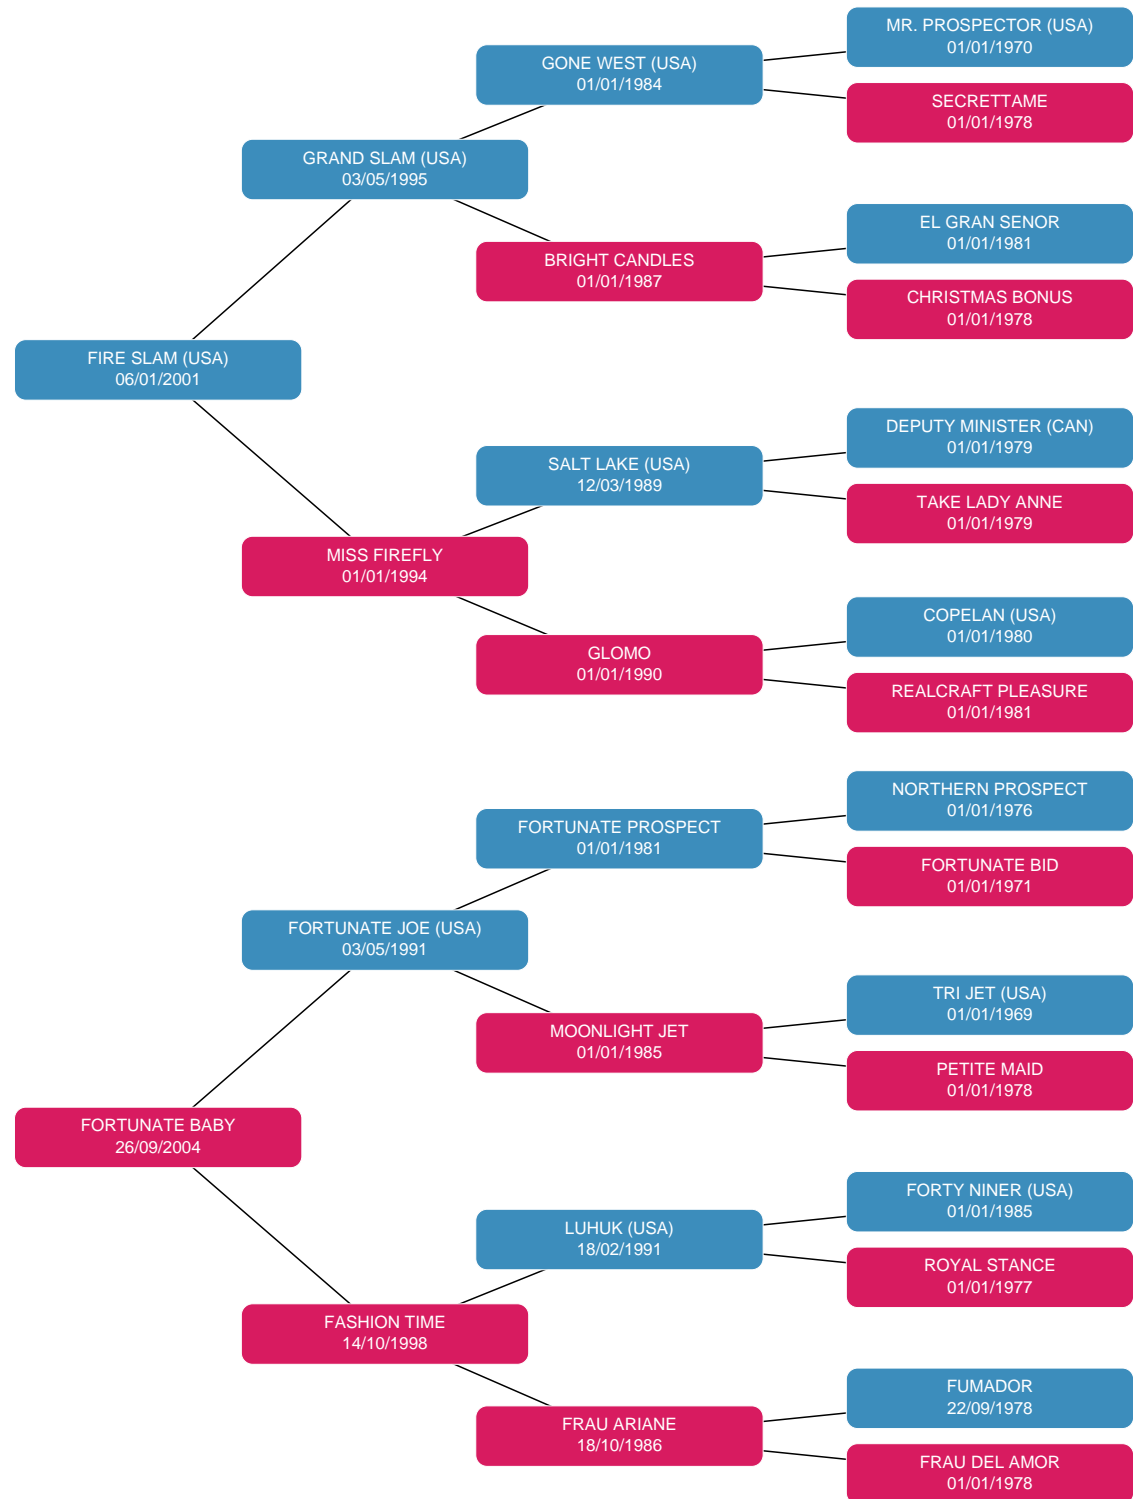 MR. PROSPECTOR (USA)
01/01/1970
GONE WEST (USA)
01/01/1984
SECRETTAME
01/01/1978
GRAND SLAM (USA)
03/05/1995
EL GRAN SENOR
01/01/1981
BRIGHT CANDLES
01/01/1987
CHRISTMAS BONUS
01/01/1978
FIRE SLAM (USA)
06/01/2001
DEPUTY MINISTER (CAN)
01/01/1979
SALT LAKE (USA)
12/03/1989
TAKE LADY ANNE
01/01/1979
MISS FIREFLY
01/01/1994
COPELAN (USA)
01/01/1980
GLOMO
01/01/1990
REALCRAFT PLEASURE
01/01/1981
NORTHERN PROSPECT
01/01/1976
FORTUNATE PROSPECT
01/01/1981
FORTUNATE BID
01/01/1971
FORTUNATE JOE (USA)
03/05/1991
TRI JET (USA)
01/01/1969
MOONLIGHT JET
01/01/1985
PETITE MAID
01/01/1978
FORTUNATE BABY
26/09/2004
FORTY NINER (USA)
01/01/1985
LUHUK (USA)
18/02/1991
ROYAL STANCE
01/01/1977
FASHION TIME
14/10/1998
FUMADOR
22/09/1978
FRAU ARIANE
18/10/1986
FRAU DEL AMOR
01/01/1978